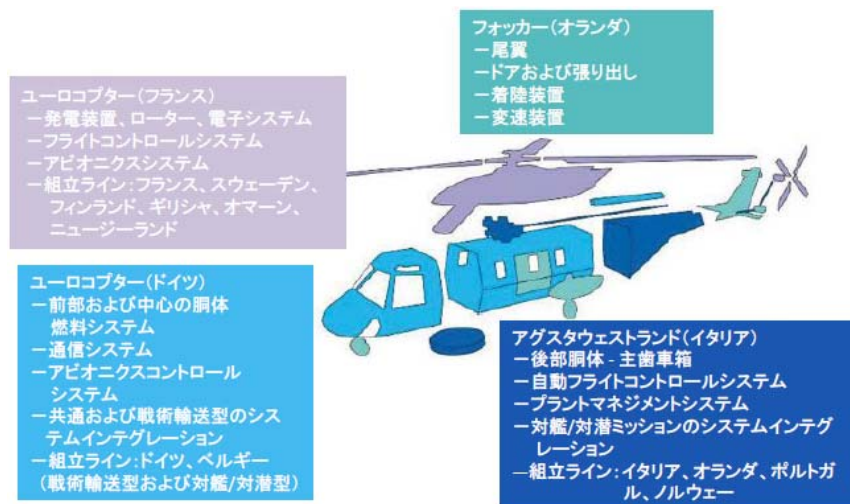 フォッカー(オランダ)
ー尾翼
ードアおよび張り出し
ー着陸装置
ー変速装置
ユーロコプター(フランス)
ー発電装置、ローター、電子システム
ーフライトコントロールシステム
ーアビオニクスシステム
ー組立ライン:フランス、スウェーデン、
フィンランド、ギリシャ、オマーン、
ニュージーランド
ユーロコプター(ドイツ)
ー前部および中心の胴体
燃料システム
ー通信システム
ーアビオニクスコントロール
システム
ー共通および戦術輸送型のシス
テムインテグレーション
ー組立ライン:ドイツ、ベルギー
(戦術輸送型および対艦/対潜型)
アグスタウェストランド(イタリア)
ー後部胴体 - 主歯車箱
ー自動フライトコントロールシステム
ープラントマネジメントシステム
ー対艦/対潜ミッションのシステムインテグ
レーション
—組立ライン:イタリア、オランダ、ポルトガ
ル、ノルウェー